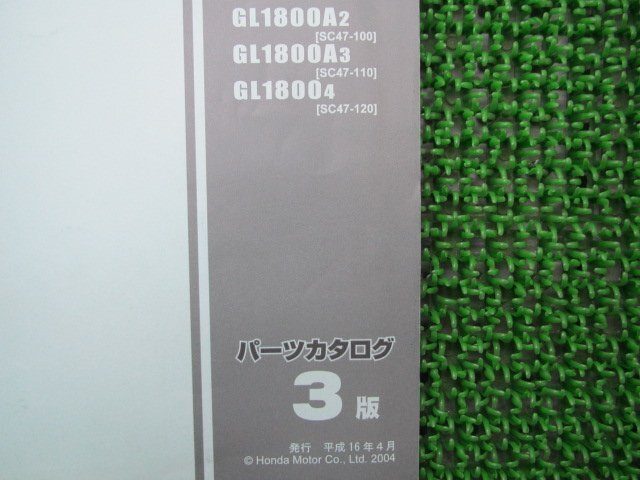 GL1800A2
[SC47-100]
GL1800A3
[SC47-110]
GL18004
[SC47-120]
パーツカタログ
3版
発行 平成16年4月
© Honda Motor Co., Ltd. 2004